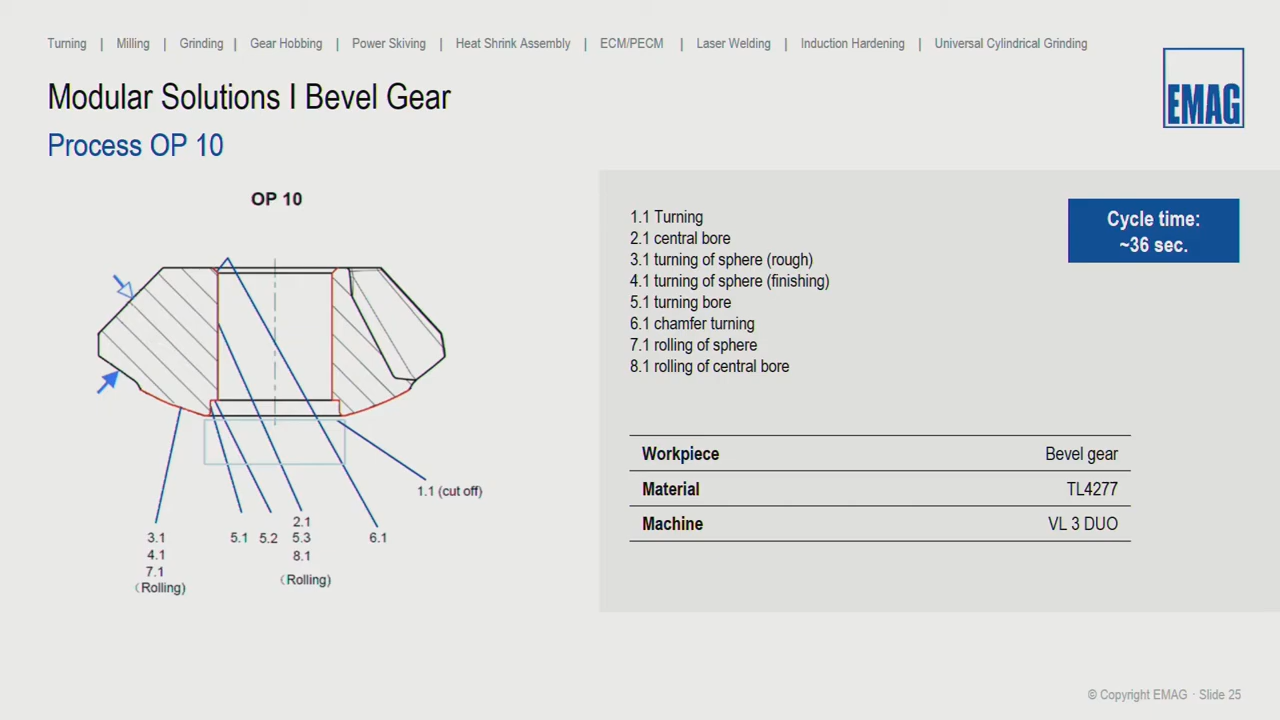 Turning | Milling | Grinding | Gear Hobbing | Power Skiving | Heat Shrink Assembly | ECM/PECM | Laser Welding | Induction Hardening | Universal Cylindrical Grinding
EMAG
Modular Solutions I Bevel Gear
Process OP 10
OP 10
1.1 (cut off)
2.1
3.1 5.1 5.2 5.3 6.1
4.1 8.1
7.1
(Rolling) (Rolling)
1.1 Turning
2.1 central bore
3.1 turning of sphere (rough)
4.1 turning of sphere (finishing)
5.1 turning bore
6.1 chamfer turning
7.1 rolling of sphere
8.1 rolling of central bore
Cycle time:
~36 sec.
Workpiece Bevel gear
Material TL4277
Machine VL 3 DUO
© Copyright EMAG · Slide 25